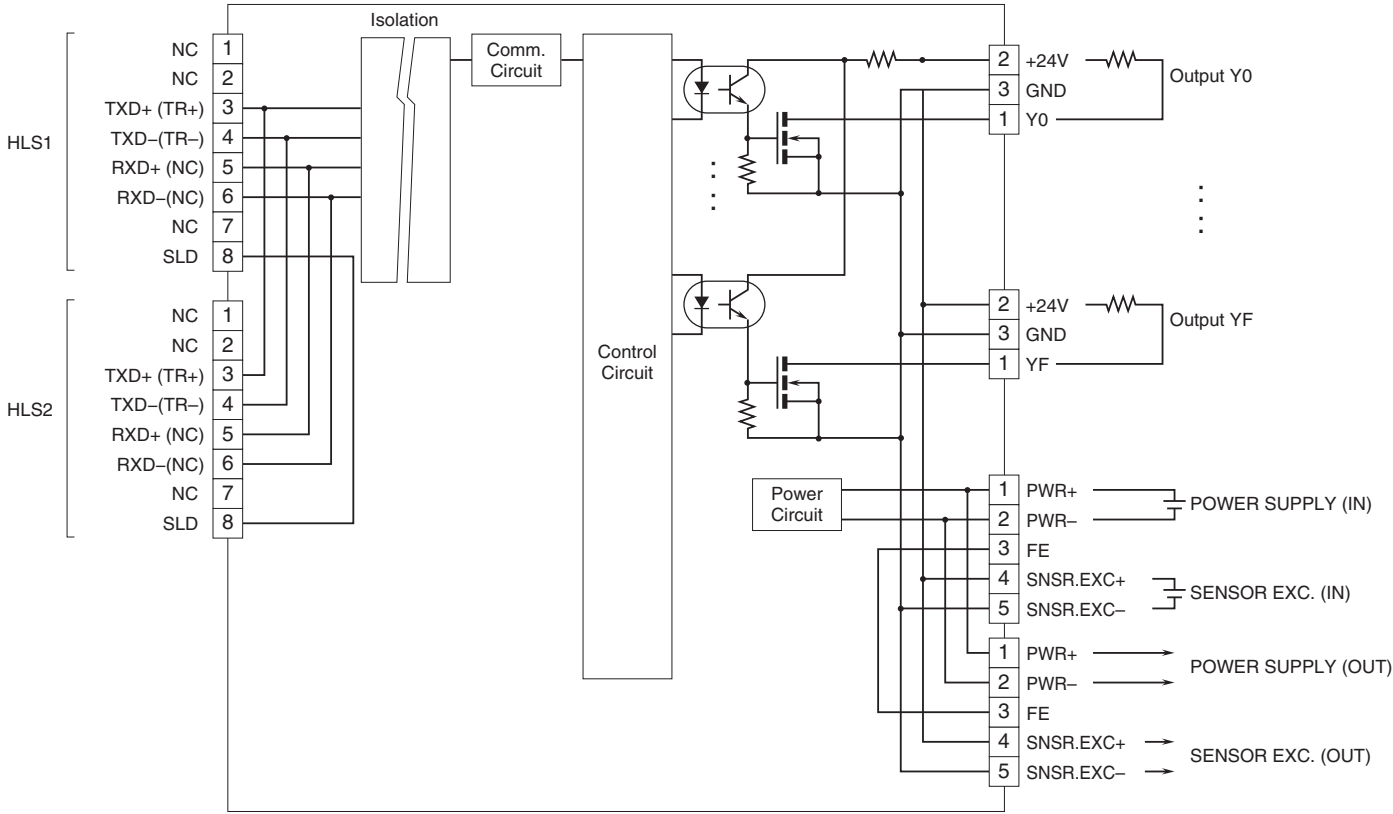 Isolation
HLS1
NC 1
NC 2
TXD+ (TR+) 3
TXD−(TR−) 4
RXD+ (NC) 5
RXD−(NC) 6
NC 7
SLD 8
HLS2
NC 1
NC 2
TXD+ (TR+) 3
TXD−(TR−) 4
RXD+ (NC) 5
RXD−(NC) 6
NC 7
SLD 8
Comm.
Circuit
Control
Circuit
Power
Circuit
2 +24V
3 GND
1 Y0
Output Y0
2 +24V
3 GND
1 YF
Output YF
1 PWR+
2 PWR−
POWER SUPPLY (IN)
3 FE
4 SNSR.EXC+
5 SNSR.EXC−
SENSOR EXC. (IN)
1 PWR+
2 PWR−
POWER SUPPLY (OUT)
3 FE
4 SNSR.EXC+
5 SNSR.EXC−
SENSOR EXC. (OUT)